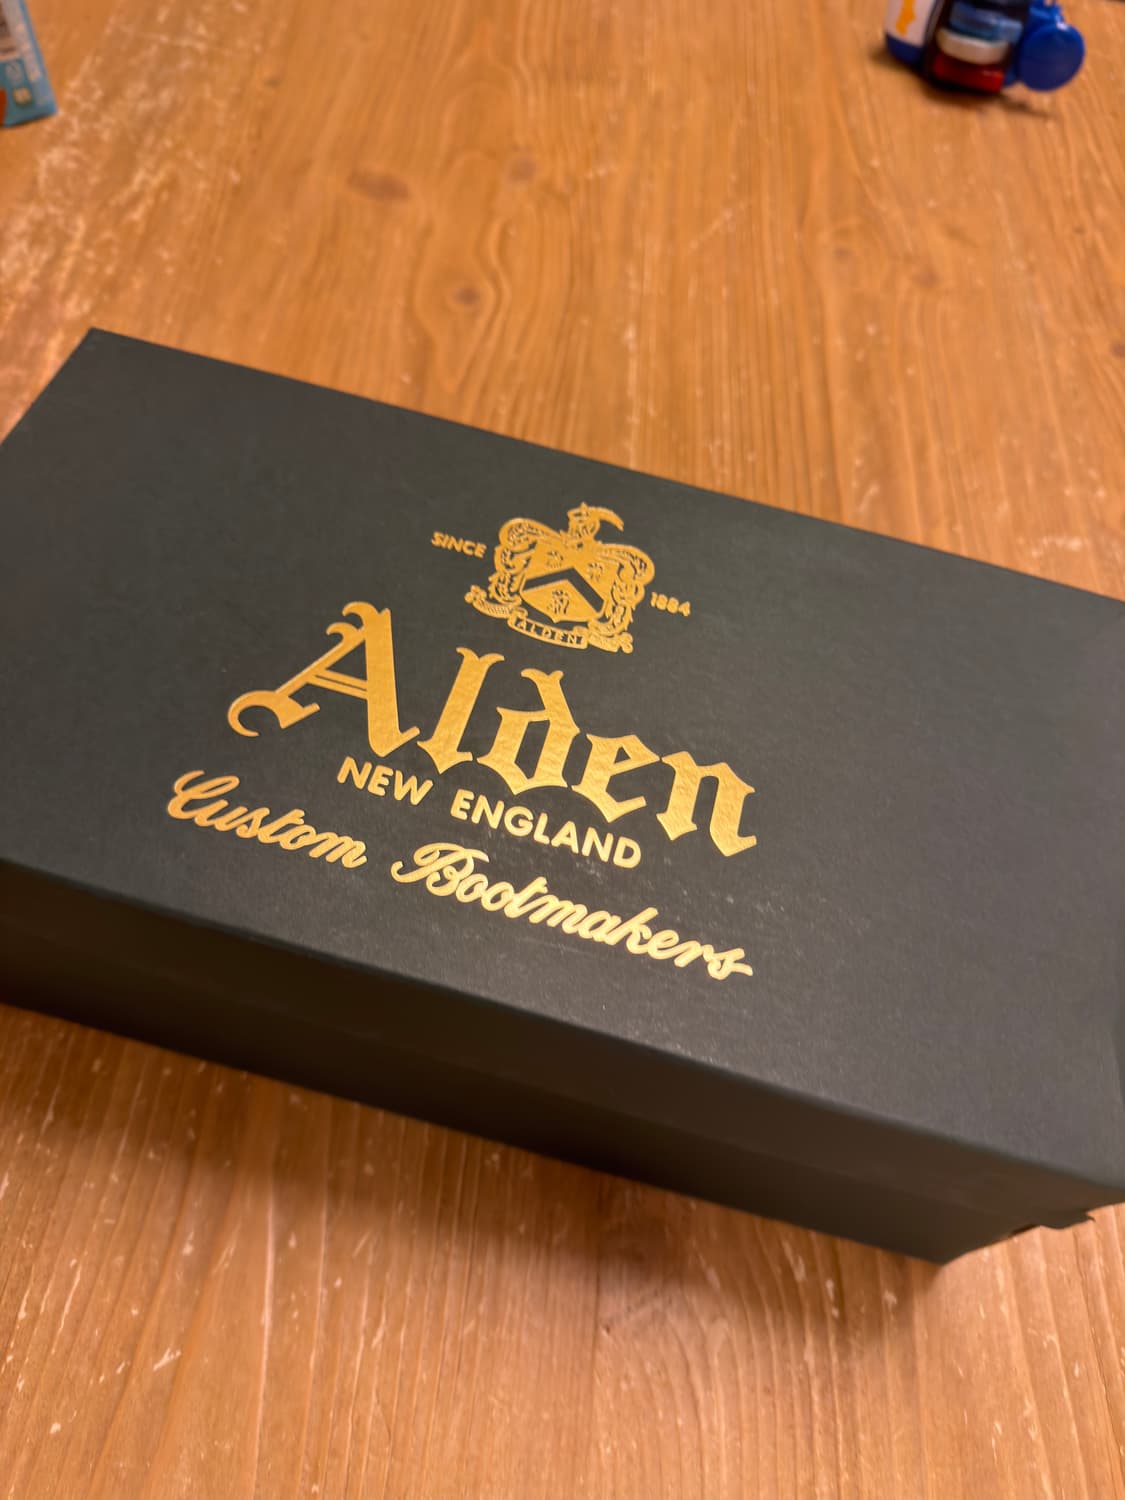 SINCE 1884
ALDEN
Alden
NEW ENGLAND
Custom Bootmakers